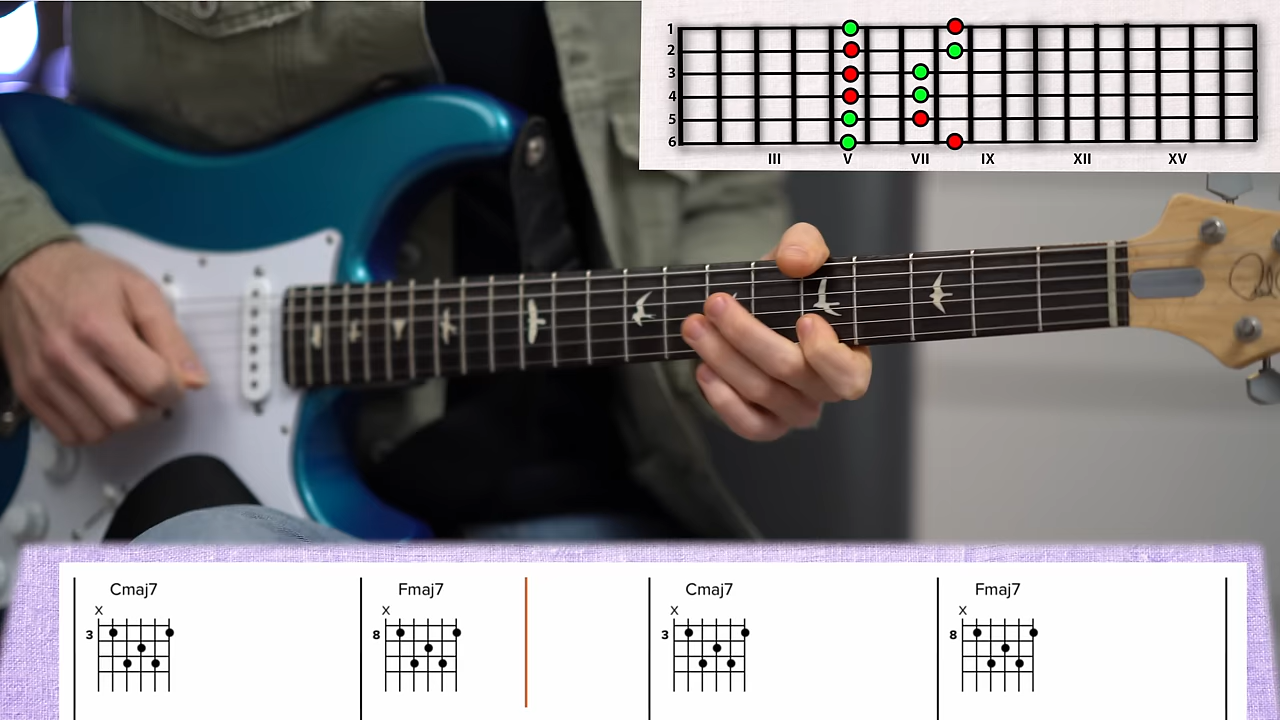 1
2
3
4
5
6
III V VII IX XII XV
Cmaj7 Fmaj7 Cmaj7 Fmaj7
x x x x
3 8 3 8